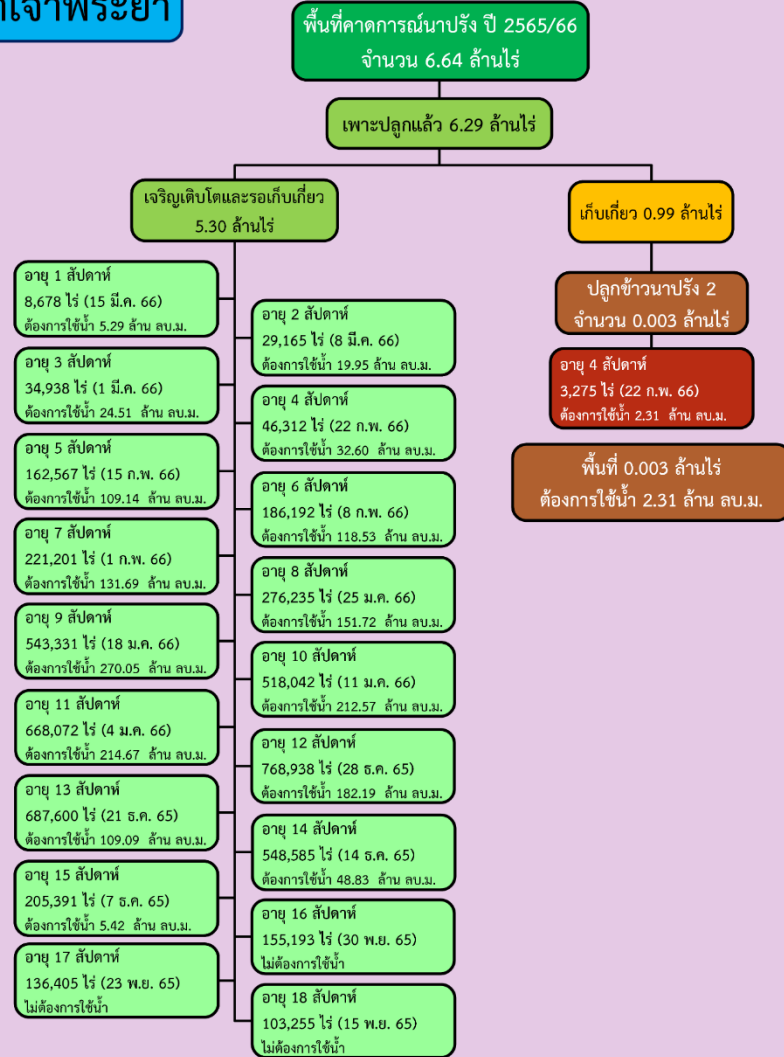 เจ้าพระยา
พื้นที่คาดการณ์นาปรัง ปี 2565/66
จำนวน 6.64 ล้านไร่
เพาะปลูกแล้ว 6.29 ล้านไร่
เจริญเติบโตและรอเก็บเกี่ยว
5.30 ล้านไร่
เก็บเกี่ยว 0.99 ล้านไร่
อายุ 1 สัปดาห์
8,678 ไร่ (15 มี.ค. 66)
ต้องการใช้น้ำ 5.29 ล้าน ลบ.ม.
อายุ 2 สัปดาห์
29,165 ไร่ (8 มี.ค. 66)
ต้องการใช้น้ำ 19.95 ล้าน ลบ.ม.
อายุ 3 สัปดาห์
34,938 ไร่ (1 มี.ค. 66)
ต้องการใช้น้ำ 24.51 ล้าน ลบ.ม.
อายุ 4 สัปดาห์
46,312 ไร่ (22 ก.พ. 66)
ต้องการใช้น้ำ 32.60 ล้าน ลบ.ม.
อายุ 5 สัปดาห์
162,567 ไร่ (15 ก.พ. 66)
ต้องการใช้น้ำ 109.14 ล้าน ลบ.ม.
อายุ 6 สัปดาห์
186,192 ไร่ (8 ก.พ. 66)
ต้องการใช้น้ำ 118.53 ล้าน ลบ.ม.
อายุ 7 สัปดาห์
221,201 ไร่ (1 ก.พ. 66)
ต้องการใช้น้ำ 131.69 ล้าน ลบ.ม.
อายุ 8 สัปดาห์
276,235 ไร่ (25 ม.ค. 66)
ต้องการใช้น้ำ 151.72 ล้าน ลบ.ม.
อายุ 9 สัปดาห์
543,331 ไร่ (18 ม.ค. 66)
ต้องการใช้น้ำ 270.05 ล้าน ลบ.ม.
อายุ 10 สัปดาห์
518,042 ไร่ (11 ม.ค. 66)
ต้องการใช้น้ำ 212.57 ล้าน ลบ.ม.
อายุ 11 สัปดาห์
668,072 ไร่ (4 ม.ค. 66)
ต้องการใช้น้ำ 214.67 ล้าน ลบ.ม.
อายุ 12 สัปดาห์
768,938 ไร่ (28 ธ.ค. 65)
ต้องการใช้น้ำ 182.19 ล้าน ลบ.ม.
อายุ 13 สัปดาห์
687,600 ไร่ (21 ธ.ค. 65)
ต้องการใช้น้ำ 109.09 ล้าน ลบ.ม.
อายุ 14 สัปดาห์
548,585 ไร่ (14 ธ.ค. 65)
ต้องการใช้น้ำ 48.83 ล้าน ลบ.ม.
อายุ 15 สัปดาห์
205,391 ไร่ (7 ธ.ค. 65)
ต้องการใช้น้ำ 5.42 ล้าน ลบ.ม.
อายุ 16 สัปดาห์
155,193 ไร่ (30 พ.ย. 65)
ไม่ต้องการใช้น้ำ
อายุ 17 สัปดาห์
136,405 ไร่ (23 พ.ย. 65)
ไม่ต้องการใช้น้ำ
อายุ 18 สัปดาห์
103,255 ไร่ (15 พ.ย. 65)
ไม่ต้องการใช้น้ำ
ปลูกข้าวนาปรัง 2
จำนวน 0.003 ล้านไร่
อายุ 4 สัปดาห์
3,275 ไร่ (22 ก.พ. 66)
ต้องการใช้น้ำ 2.31 ล้าน ลบ.ม.
พื้นที่ 0.003 ล้านไร่
ต้องการใช้น้ำ 2.31 ล้าน ลบ.ม.